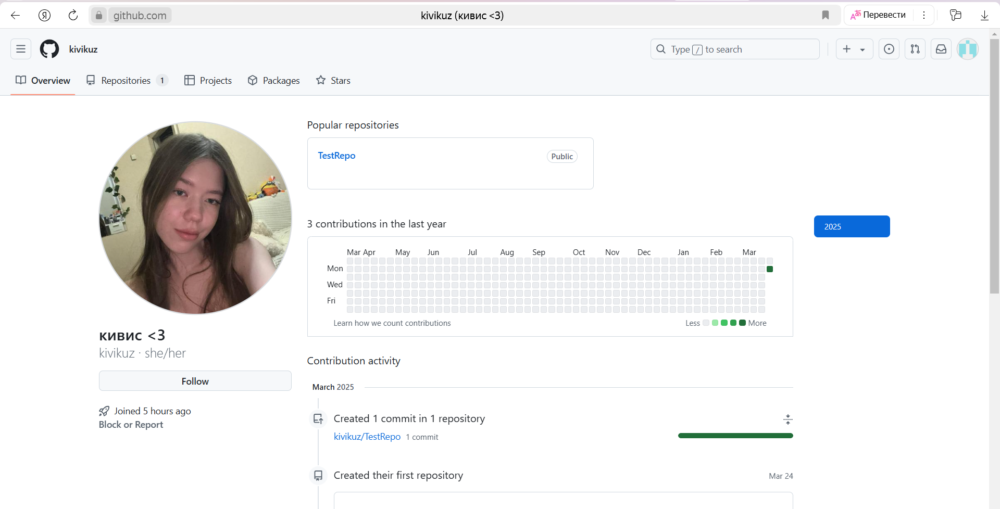 github.com
kivikuz (кивис <3)
Перевести
kivikuz
Type / to search
Overview
Repositories 1
Projects
Packages
Stars
Popular repositories
TestRepo
Public
3 contributions in the last year
2025
Mar Apr May Jun Jul Aug Sep Oct Nov Dec Jan Feb Mar
Mon
Wed
Fri
Learn how we count contributions
Less More
кивис <3
kivikuz · she/her
Follow
Joined 5 hours ago
Block or Report
Contribution activity
March 2025
Created 1 commit in 1 repository
kivikuz/TestRepo 1 commit
Created their first repository
Mar 24